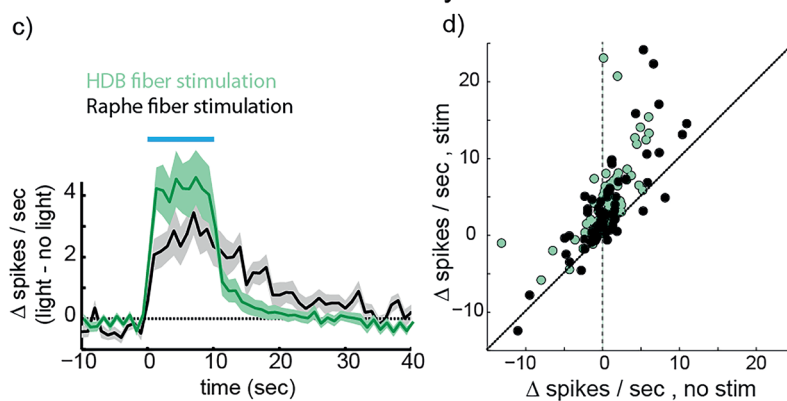 c)
HDB fiber stimulation
Raphe fiber stimulation
Δ spikes / sec
(light - no light)
4
2
0
−10 0 10 20 30 40
time (sec)
d)
Δ spikes / sec , stim
20
10
0
−10
−10 0 10 20
Δ spikes / sec , no stim